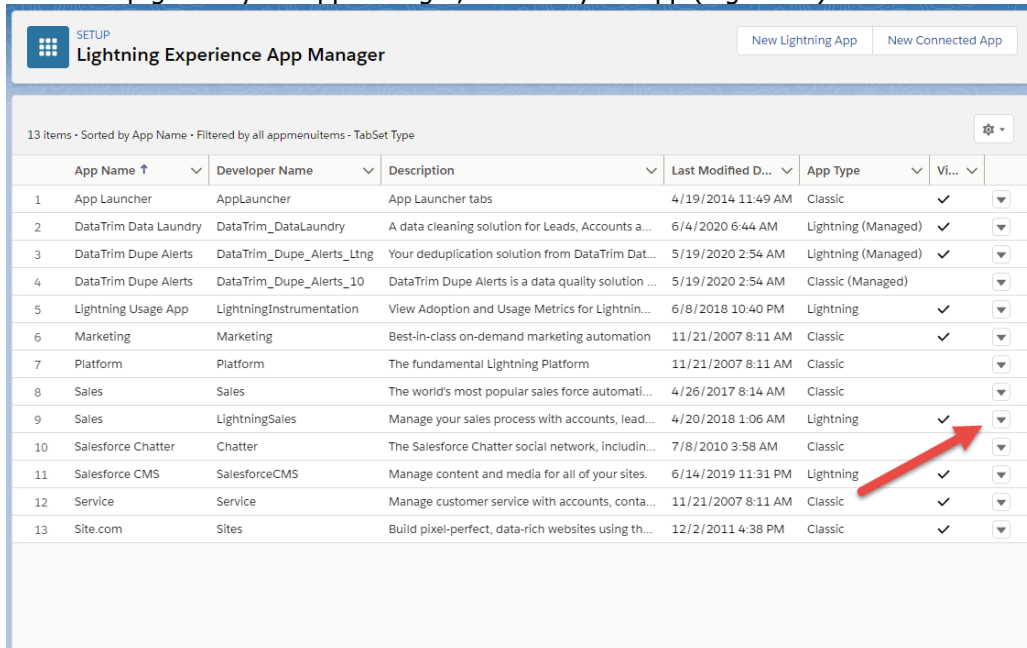 SETUP
Lightning Experience App Manager
New Lightning App New Connected App
13 items • Sorted by App Name • Filtered by all appmenuitems - TabSet Type
App Name ↑ Developer Name Description Last Modified D... App Type Vi...
1 App Launcher AppLauncher App Launcher tabs 4/19/2014 11:49 AM Classic ✓
2 DataTrim Data Laundry DataTrim_DataLaundry A data cleaning solution for Leads, Accounts a... 6/4/2020 6:44 AM Lightning (Managed) ✓
3 DataTrim Dupe Alerts DataTrim_Dupe_Alerts_Ltng Your deduplication solution from DataTrim Dat... 5/19/2020 2:54 AM Lightning (Managed) ✓
4 DataTrim Dupe Alerts DataTrim_Dupe_Alerts_10 DataTrim Dupe Alerts is a data quality solution ... 5/19/2020 2:54 AM Classic (Managed)
5 Lightning Usage App LightningInstrumentation View Adoption and Usage Metrics for Lightnin... 6/8/2018 10:40 PM Lightning ✓
6 Marketing Marketing Best-in-class on-demand marketing automation 11/21/2007 8:11 AM Classic ✓
7 Platform Platform The fundamental Lightning Platform 11/21/2007 8:11 AM Classic
8 Sales Sales The world's most popular sales force automati... 4/26/2017 8:14 AM Classic
9 Sales LightningSales Manage your sales process with accounts, lead... 4/20/2018 1:06 AM Lightning ✓
10 Salesforce Chatter Chatter The Salesforce Chatter social network, includin... 7/8/2010 3:58 AM Classic
11 Salesforce CMS SalesforceCMS Manage content and media for all of your sites. 6/14/2019 11:31 PM Lightning ✓
12 Service Service Manage customer service with accounts, conta... 11/21/2007 8:11 AM Classic ✓
13 Site.com Sites Build pixel-perfect, data-rich websites using th... 12/2/2011 4:38 PM Classic ✓